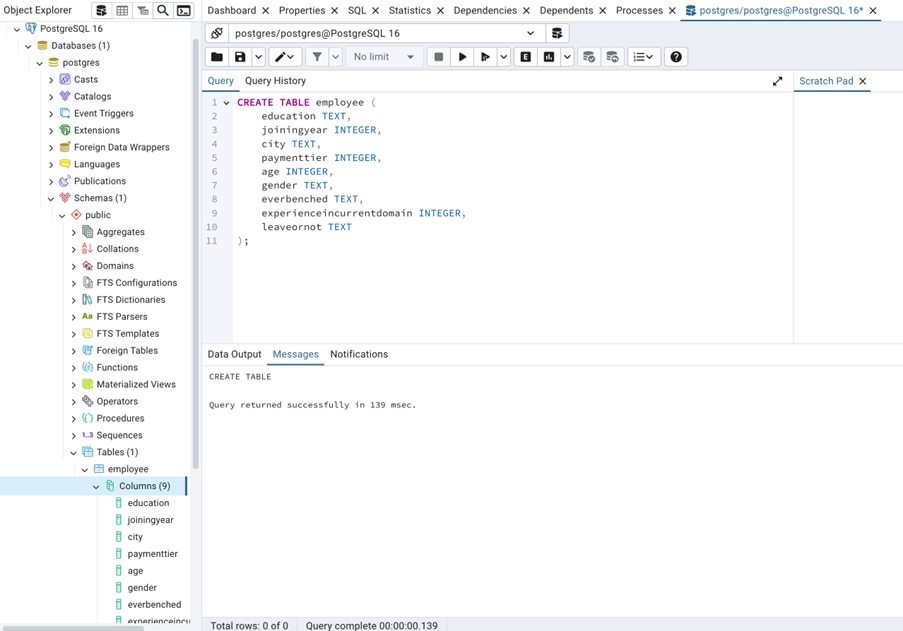 Object Explorer
Dashboard
Properties
SQL
Statistics
Dependencies
Dependents
Processes
postgres/postgres@PostgreSQL 16*
PostgreSQL 16
Databases (1)
postgres
Casts
Catalogs
Event Triggers
Extensions
Foreign Data Wrappers
Languages
Publications
Schemas (1)
public
Aggregates
Collations
Domains
FTS Configurations
FTS Dictionaries
Aa FTS Parsers
FTS Templates
Foreign Tables
Functions
Materialized Views
Operators
Procedures
1..3 Sequences
Tables (1)
employee
Columns (9)
education
joiningyear
city
paymenttier
age
gender
everbenched
experienceincu
postgres/postgres@PostgreSQL 16
No limit
E
Query
Query History
Scratch Pad
1 CREATE TABLE employee (
2 education TEXT,
3 joiningyear INTEGER,
4 city TEXT,
5 paymenttier INTEGER,
6 age INTEGER,
7 gender TEXT,
8 everbenched TEXT,
9 experienceincurrentdomain INTEGER,
10 leaveornot TEXT
11 );
Data Output
Messages
Notifications
CREATE TABLE
Query returned successfully in 139 msec.
Total rows: 0 of 0
Query complete 00:00:00.139